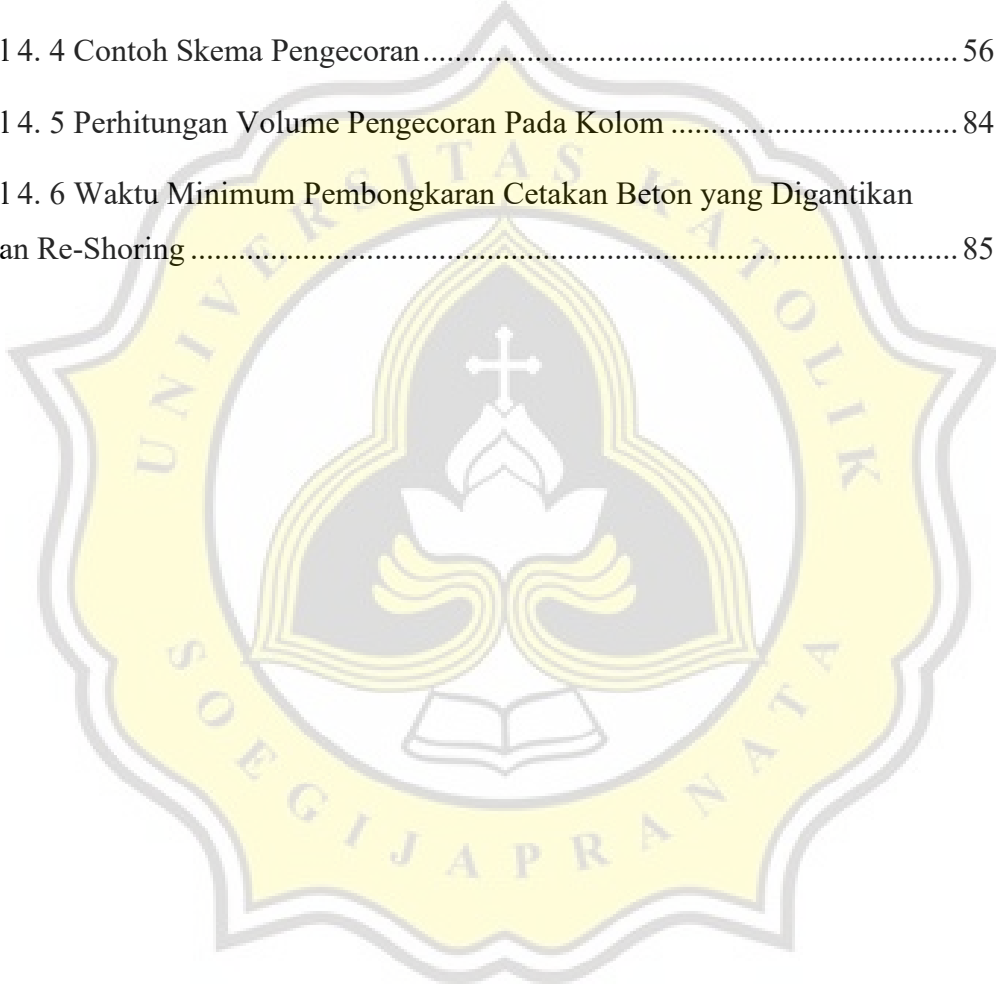 l 4. 4 Contoh Skema Pengecoran.................................................................... 56
l 4. 5 Perhitungan Volume Pengecoran Pada Kolom .................................... 84
l 4. 6 Waktu Minimum Pembongkaran Cetakan Beton yang Digantikan
an Re-Shoring ................................................................................................. 85
UNIVERSITAS KATOLIK
SOEGIJAPRANATA